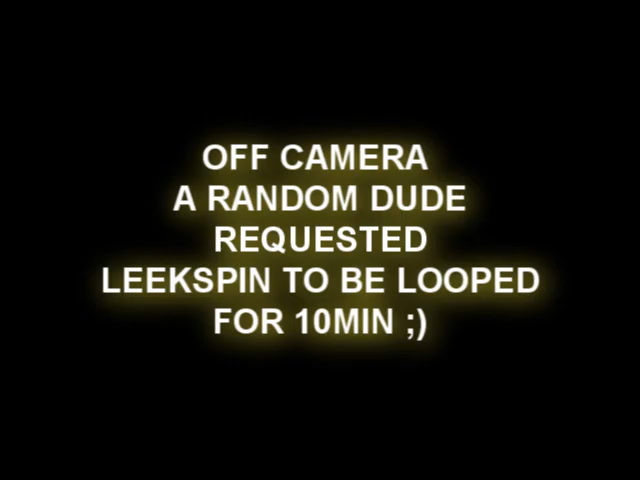 OFF CAMERA
A RANDOM DUDE
REQUESTED
LEEKSPIN TO BE LOOPED
FOR 10MIN ;)